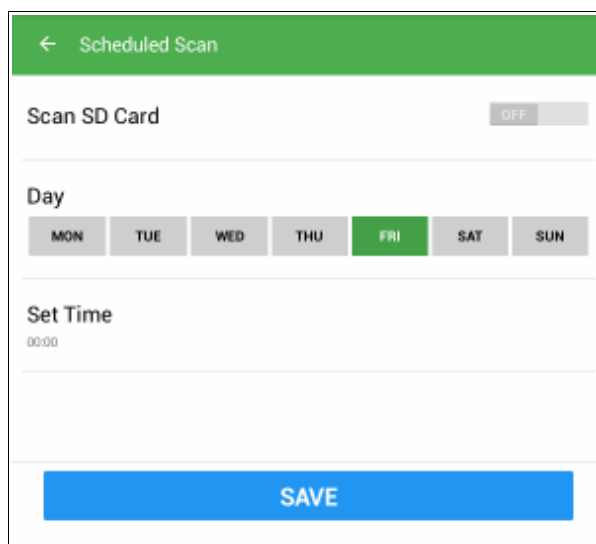 Scheduled Scan
Scan SD Card
OFF
Day
MON TUE WED THU FRI SAT SUN
Set Time
00:00
SAVE